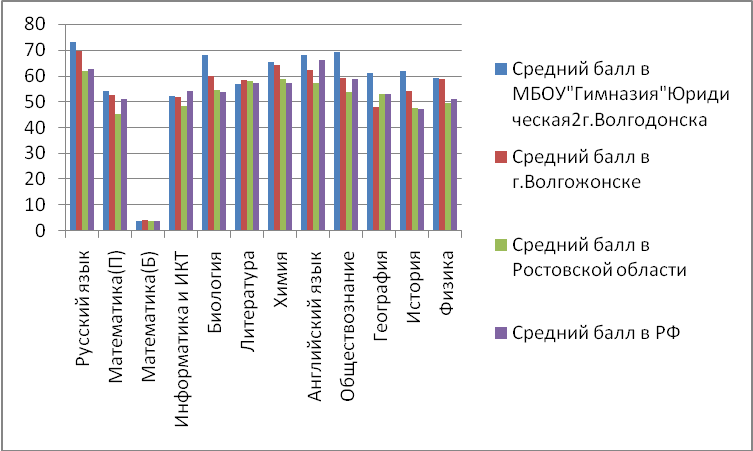 80
70
60
50
40
30
20
10
0
Русский язык
Математика(П)
Математика(Б)
Информатика и ИКТ
Биология
Литература
Химия
Английский язык
Обществознание
География
История
Физика
Средний балл в
МБОУ"Гимназия"Юриди
ческая2г.Волгодонска
Средний балл в
г.Волгожонске
Средний балл в
Ростовской области
Средний балл в РФ